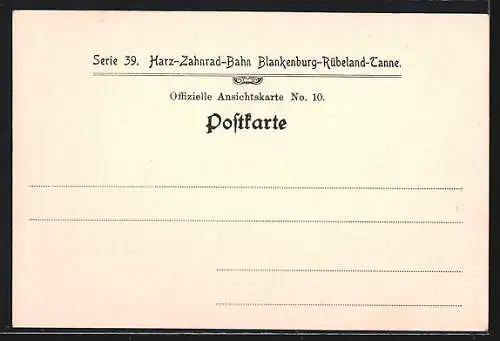 Serie 39. Harz-Zahnrad-Bahn Blankenburg-Rübeland-Tanne.
Offizielle Ansichtskarte No. 10.
Poſtkarte